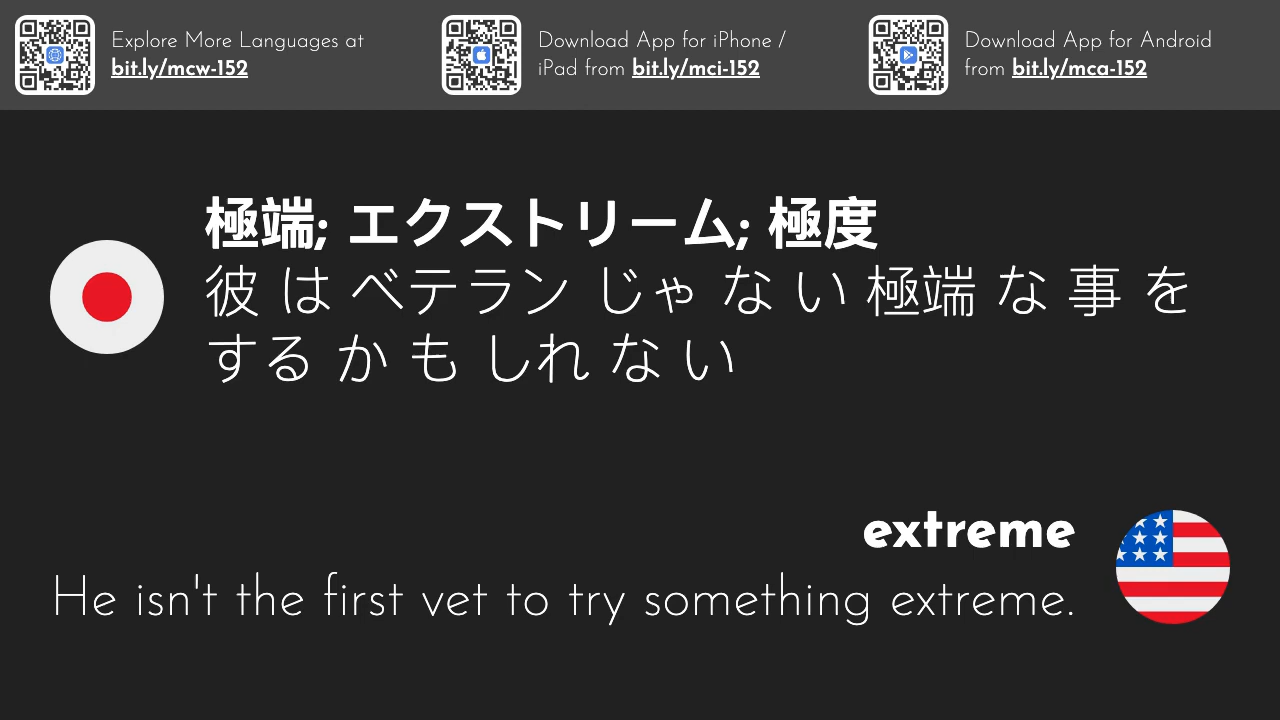 Explore More Languages at
bit.ly/mcw-152
Download App for iPhone /
iPad from bit.ly/mci-152
Download App for Android
from bit.ly/mca-152
極端; エクストリーム; 極度
彼 は ベテラン じゃ な い 極端 な 事 を
する か も しれ な い
extreme
He isn't the first vet to try something extreme.